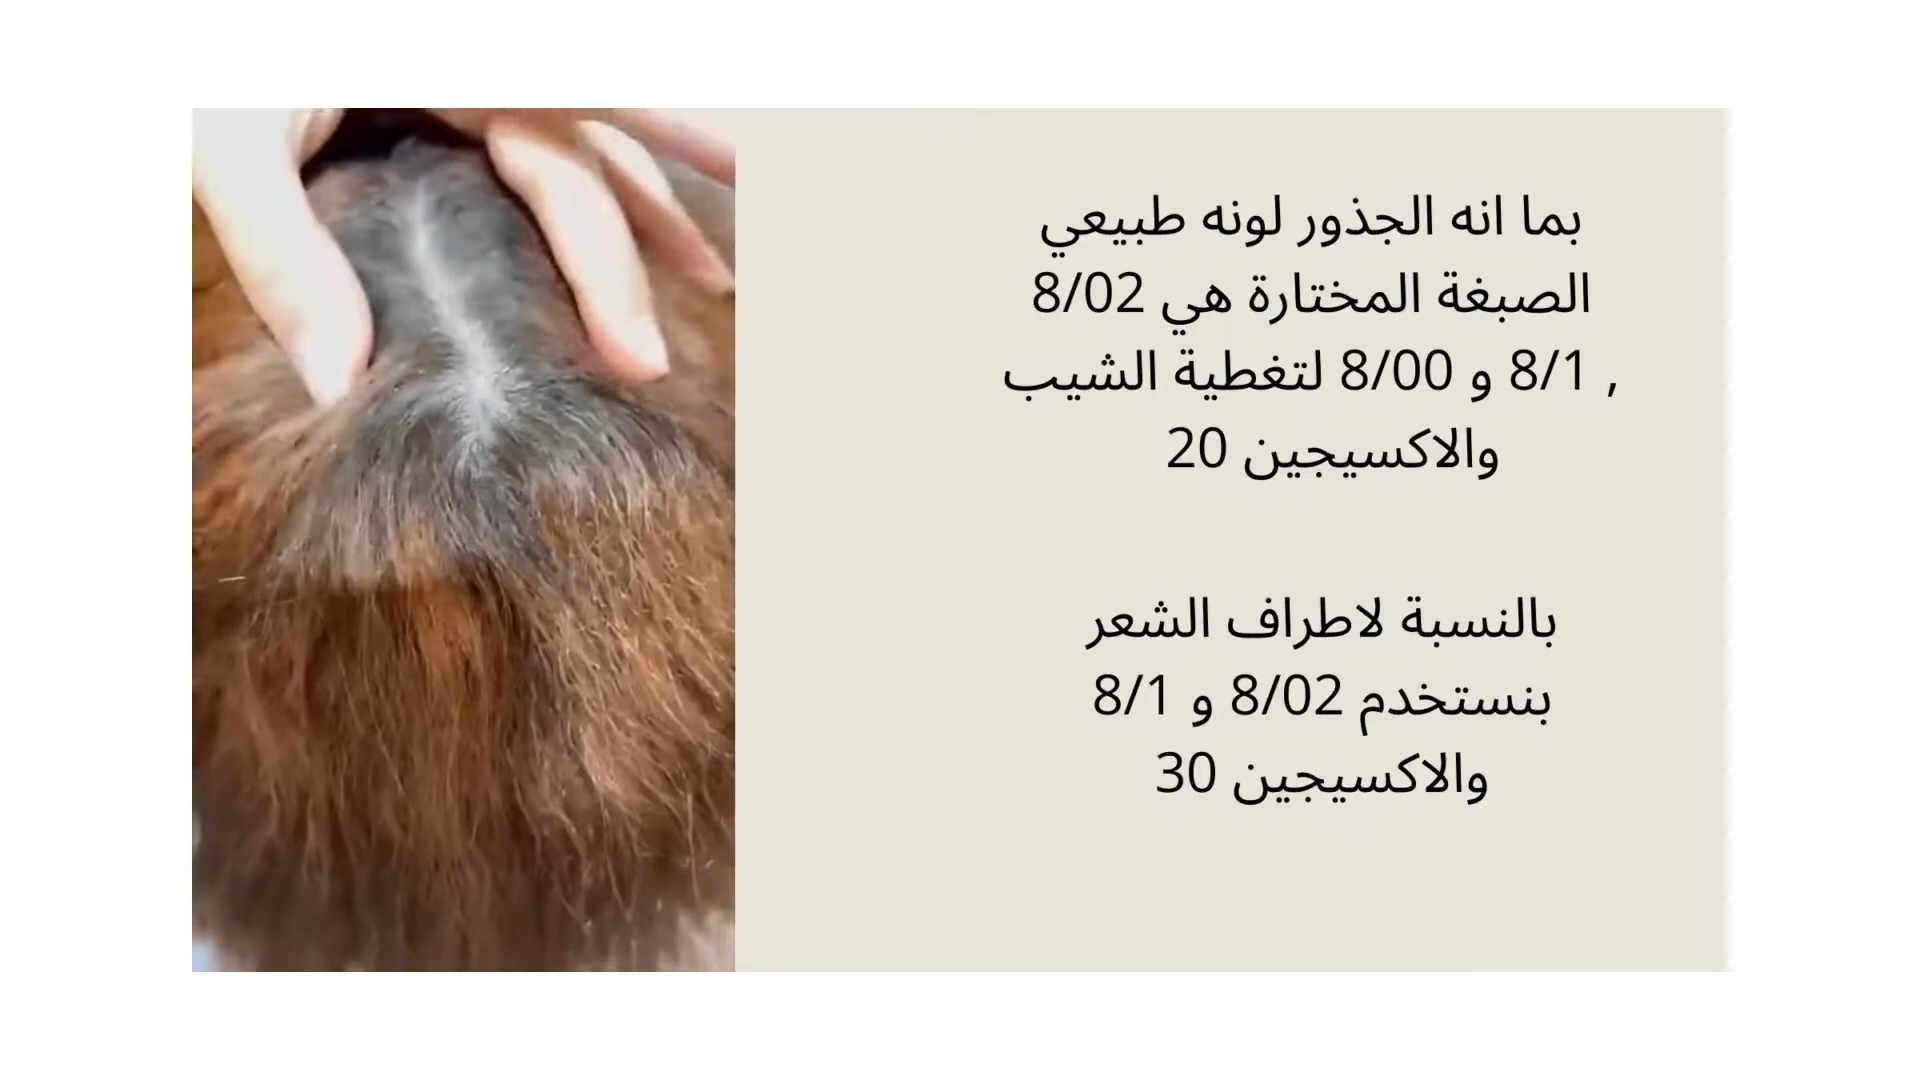 بما انه الجذور لونه طبيعي
الصبغة المختارة هي 8/02
, 8/1 و 8/00 لتغطية الشيب
والاكسيجين 20
بالنسبة لاطراف الشعر
بنستخدم 8/02 و 8/1
والاكسيجين 30